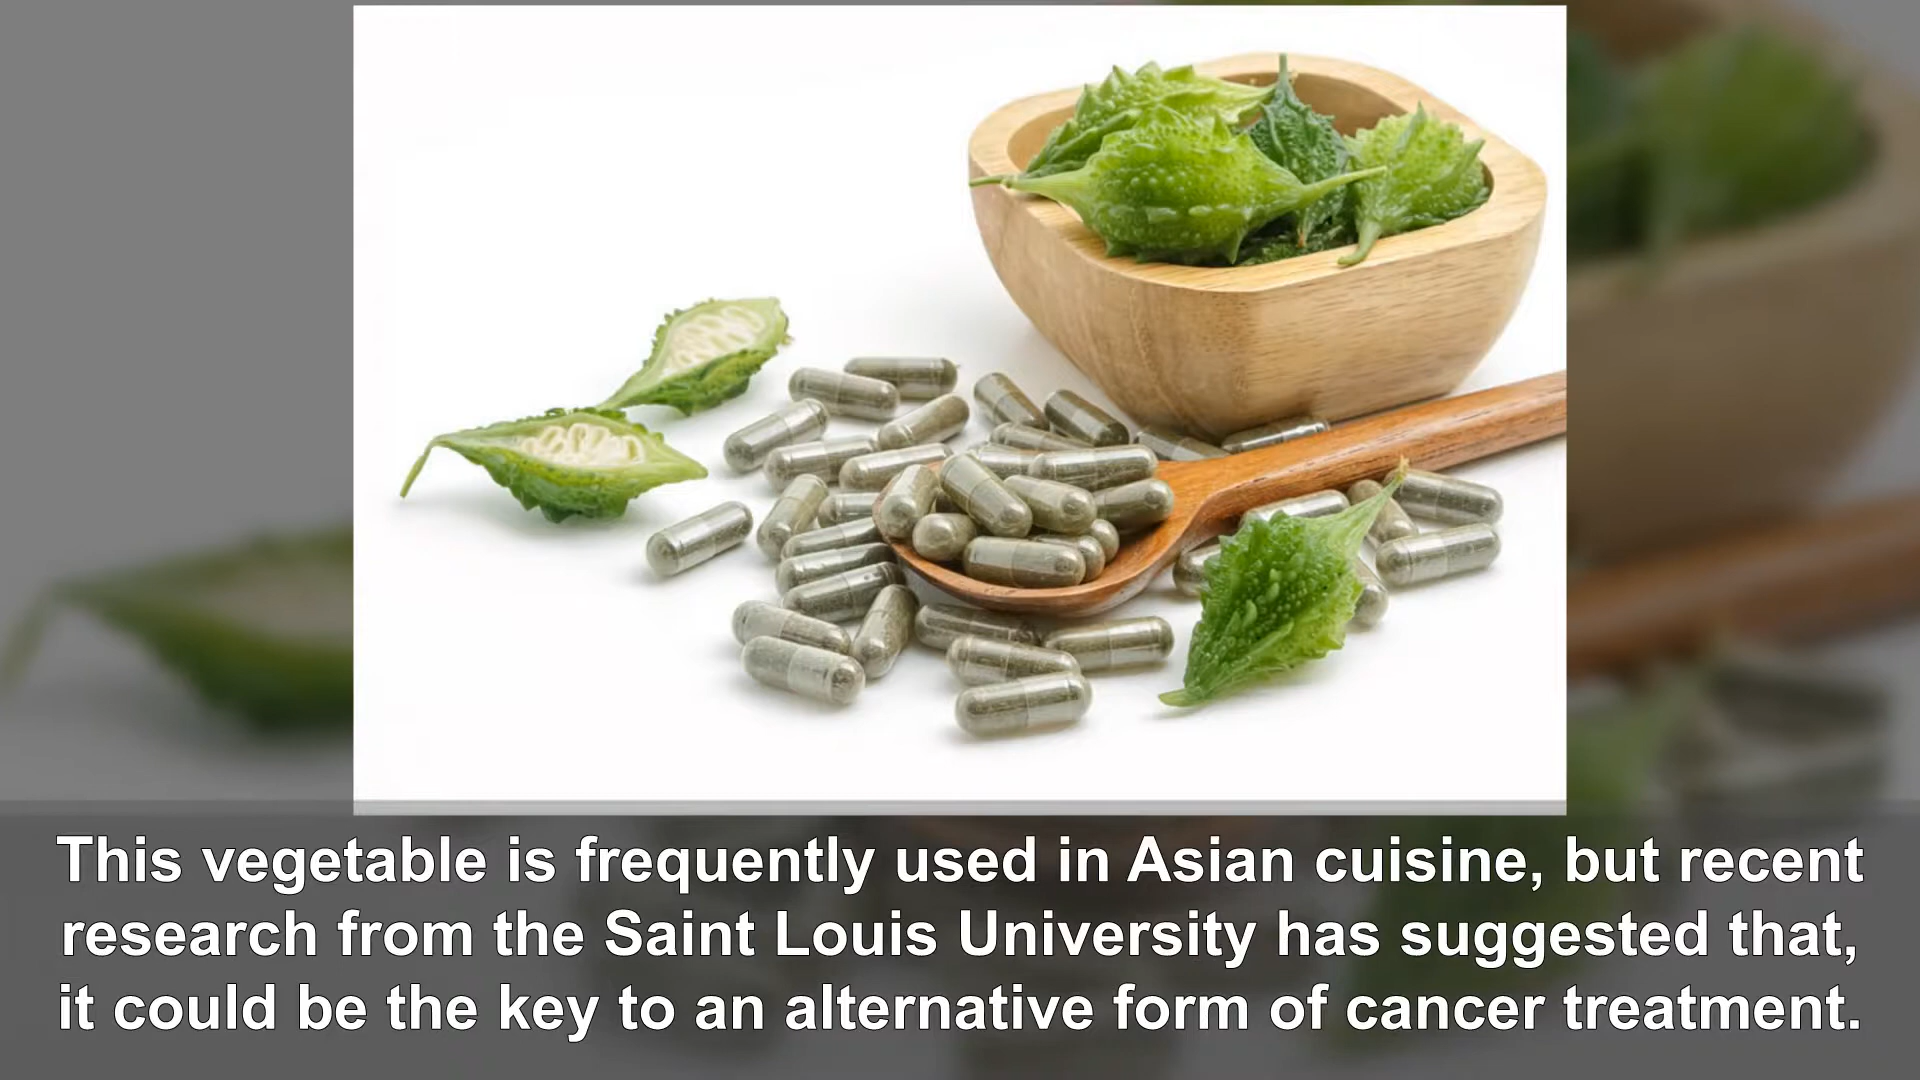 This vegetable is frequently used in Asian cuisine, but recent
research from the Saint Louis University has suggested that,
it could be the key to an alternative form of cancer treatment.